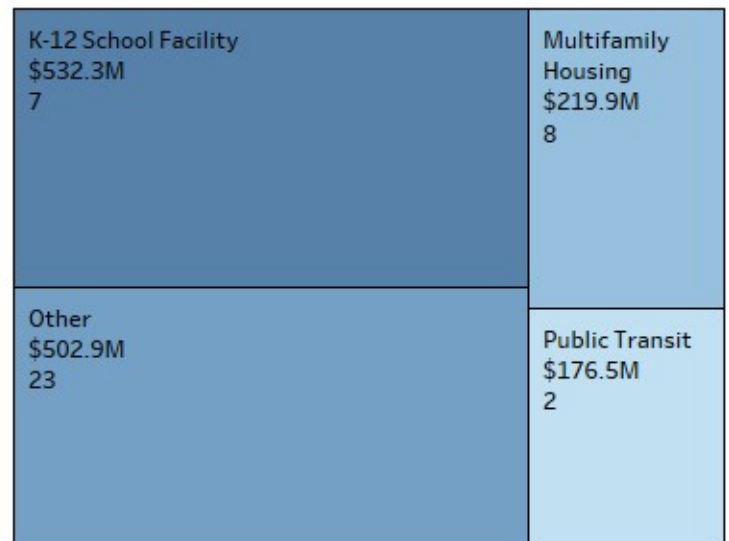 K-12 School Facility
$532.3M
7
Multifamily
Housing
$219.9M
8
Other
$502.9M
23
Public Transit
$176.5M
2